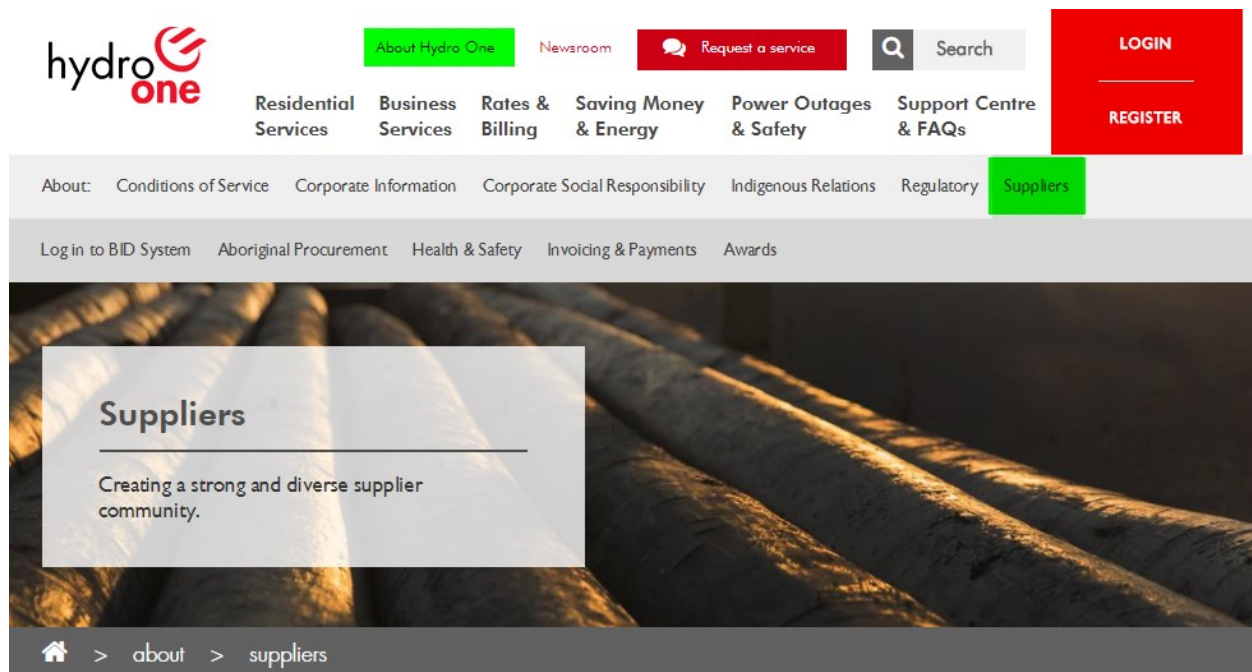 hydro
one
About Hydro One
Newsroom
Request a service
Search
LOGIN
REGISTER
Residential
Services
Business
Services
Rates &
Billing
Saving Money
& Energy
Power Outages
& Safety
Support Centre
& FAQs
About: Conditions of Service Corporate Information Corporate Social Responsibility Indigenous Relations Regulatory Suppliers
Log in to BID System Aboriginal Procurement Health & Safety Invoicing & Payments Awards
Suppliers
Creating a strong and diverse supplier
community.
> about > suppliers